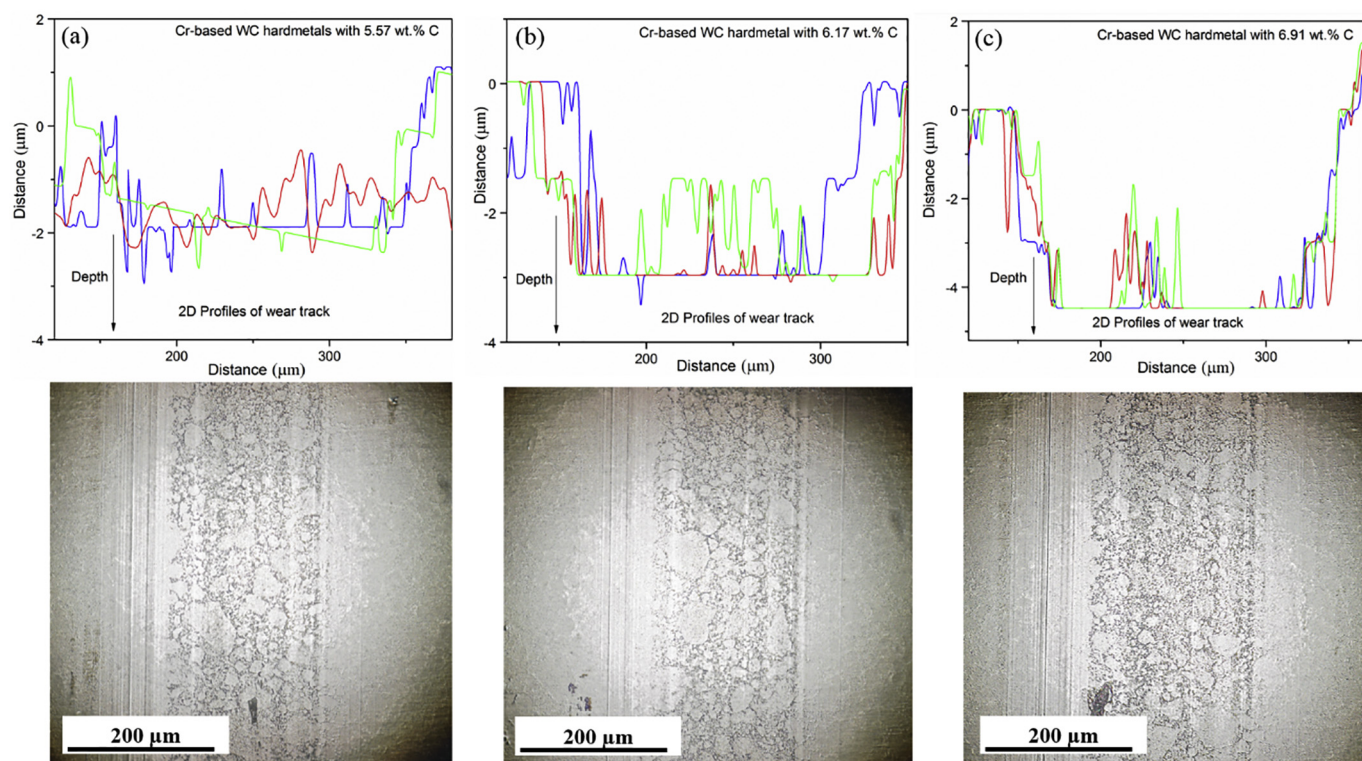 (a)
Cr-based WC hardmetals with 5.57 wt.% C
2
0
-2
-4
Distance (μm)
Depth
2D Profiles of wear track
200
300
Distance (μm)
(b)
Cr-based WC hardmetal with 6.17 wt.% C
0
-2
-4
Distance (μm)
Depth
2D Profiles of wear track
200
300
Distance (μm)
(c)
Cr-based WC hardmetal with 6.91 wt.% C
2
0
-2
-4
Distance (μm)
Depth
2D Profiles of wear track
200
300
Distance (μm)
200 μm
200 μm
200 μm